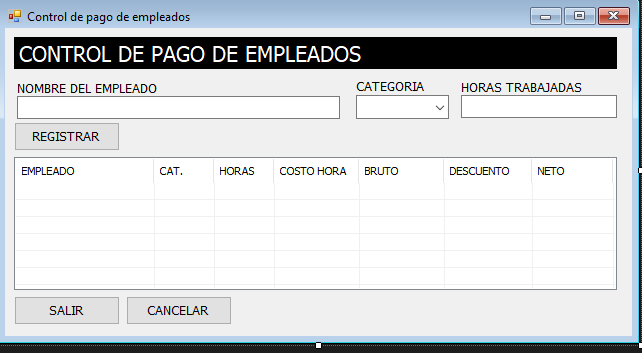 Control de pago de empleados
CONTROL DE PAGO DE EMPLEADOS
NOMBRE DEL EMPLEADO CATEGORIA HORAS TRABAJADAS
REGISTRAR
EMPLEADO CAT. HORAS COSTO HORA BRUTO DESCUENTO NETO
SALIR CANCELAR